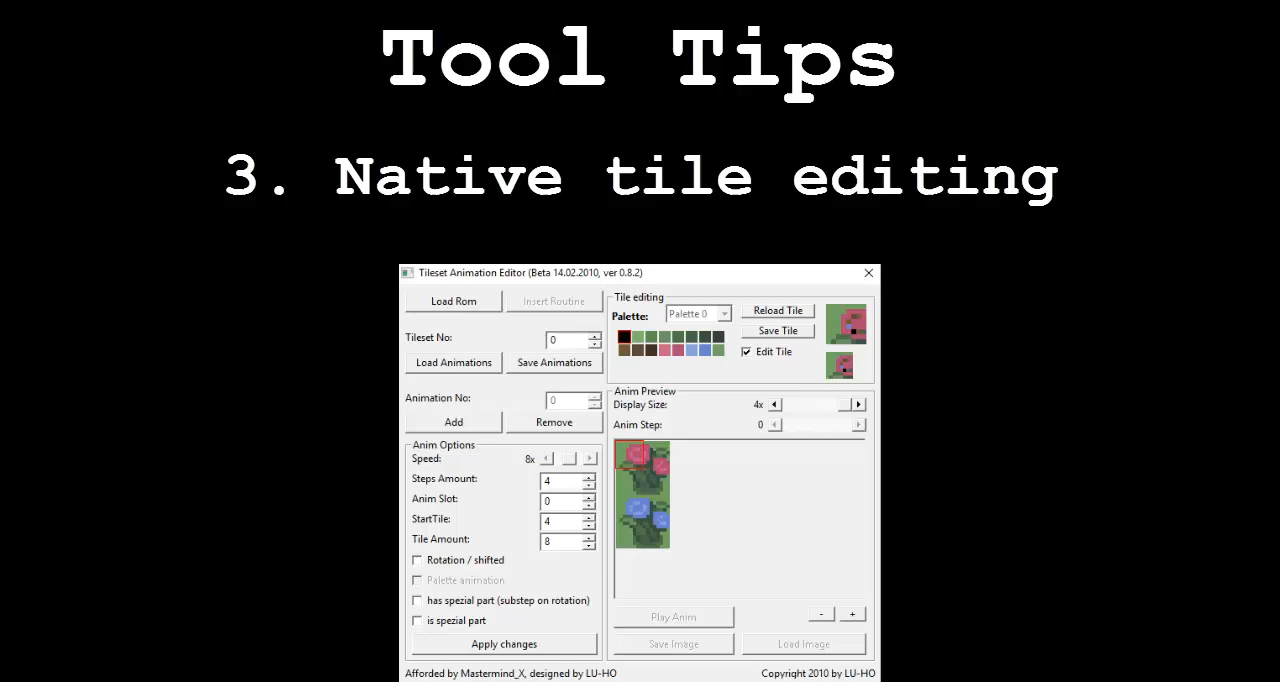 Tool Tips
3. Native tile editing
Tileset Animation Editor (Beta 14.02.2010, ver 0.8.2)
Load Rom
Insert Routine
Tileset No:
0
Load Animations
Save Animations
Animation No:
0
Add
Remove
Anim Options
Speed:
8x
Steps Amount:
4
Anim Slot:
0
StartTile:
4
Tile Amount:
8
Rotation / shifted
Palette animation
has spezial part (substep on rotation)
is spezial part
Apply changes
Tile editing
Palette:
Palette 0
Reload Tile
Save Tile
Edit Tile
Anim Preview
Display Size:
4x
Anim Step:
0
Play Anim
-
+
Save Image
Load Image
Afforded by Mastermind_X, designed by LU-HO
Copyright 2010 by LU-HO